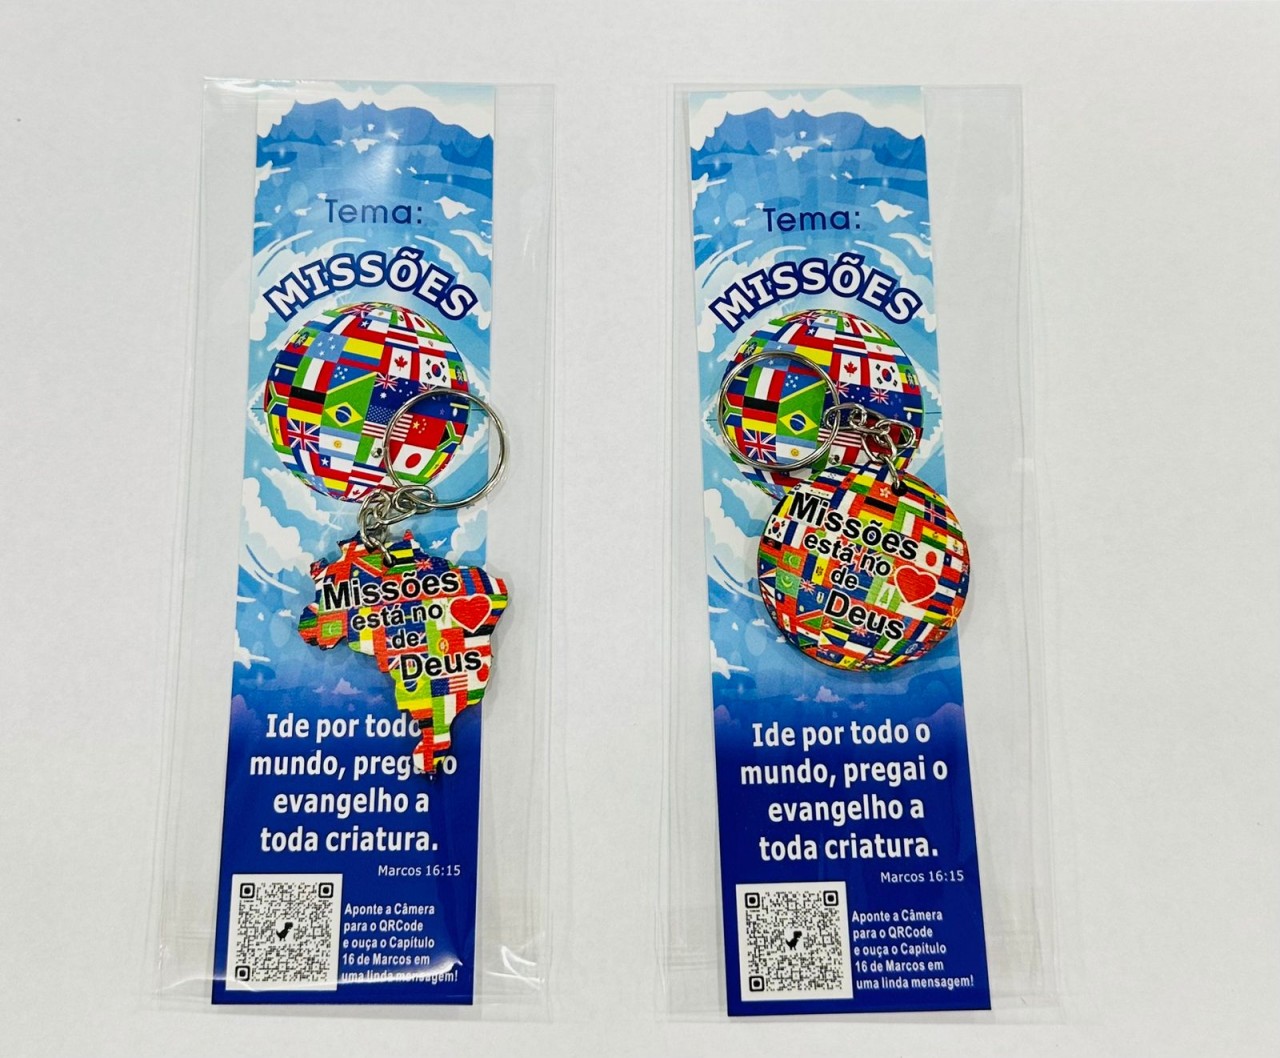 Tema:
MISSÕES
Missões
está no
de
Deus
Ide por todo
mundo, pregai o
evangelho a
toda criatura.
Marcos 16:15
Aponte a Câmera
para o QRCode
e ouça o Capítulo
16 de Marcos em
uma linda mensagem!
Tema:
MISSÕES
Missões
está no
de
Deus
Ide por todo o
mundo, pregai o
evangelho a
toda criatura.
Marcos 16:15
Aponte a Câmera
para o QRCode
e ouça o Capítulo
16 de Marcos em
uma linda mensagem!